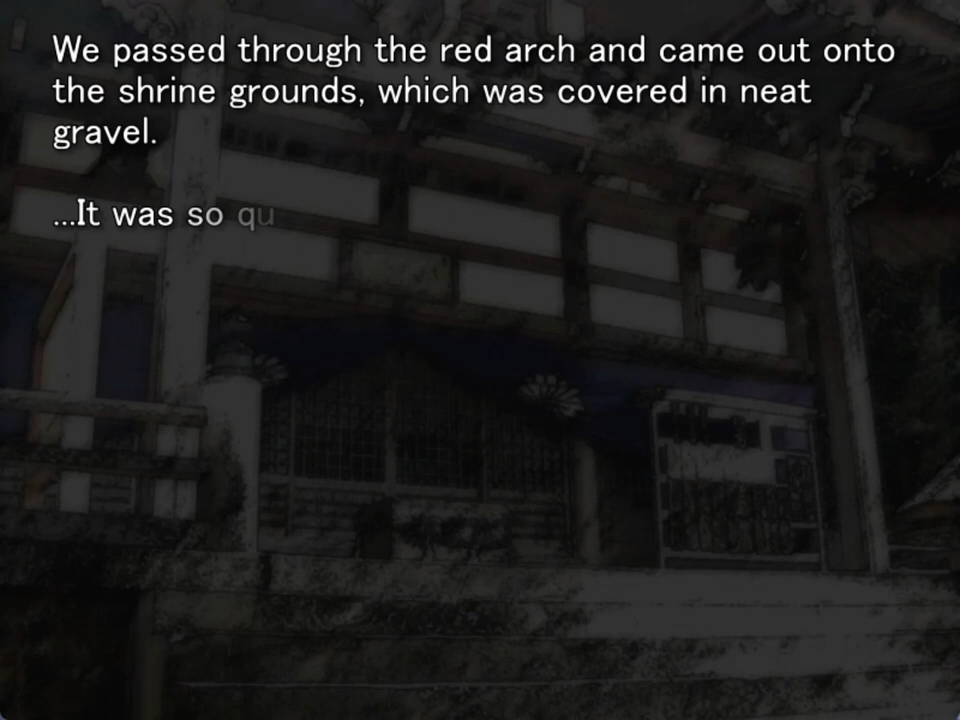 We passed through the red arch and came out onto
the shrine grounds, which was covered in neat
gravel.
...It was so qu